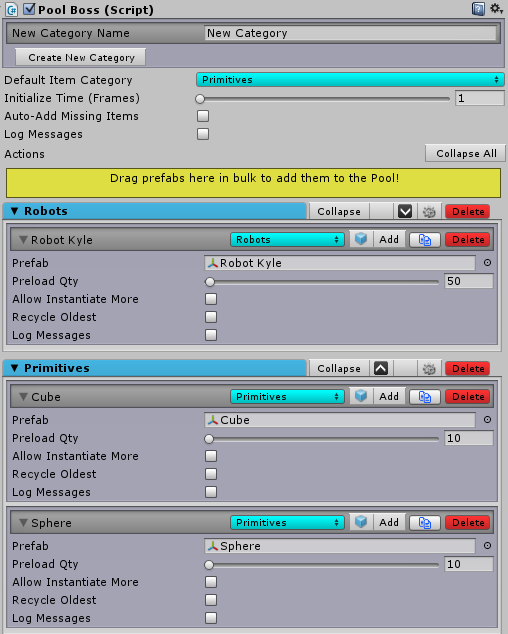 Pool Boss (Script)
New Category Name New Category
Create New Category
Default Item Category Primitives
Initialize Time (Frames) 1
Auto-Add Missing Items
Log Messages
Actions Collapse All
Drag prefabs here in bulk to add them to the Pool!
▼ Robots Collapse Delete
▼ Robot Kyle Robots Add Delete
Prefab Robot Kyle
Preload Qty 50
Allow Instantiate More
Recycle Oldest
Log Messages
▼ Primitives Collapse Delete
▼ Cube Primitives Add Delete
Prefab Cube
Preload Qty 10
Allow Instantiate More
Recycle Oldest
Log Messages
▼ Sphere Primitives Add Delete
Prefab Sphere
Preload Qty 10
Allow Instantiate More
Recycle Oldest
Log Messages